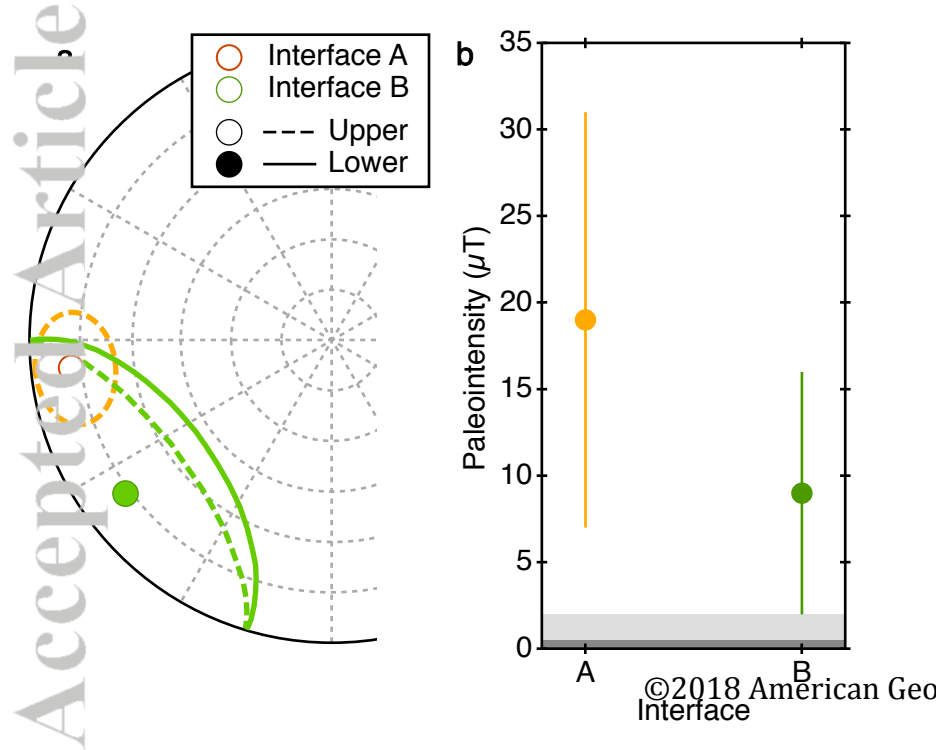 Accepted Article
Interface A
Interface B
Upper
Lower
b
35
30
25
20
15
10
5
0
Paleointensity (µT)
A
B
Interface
©2018 American Geo